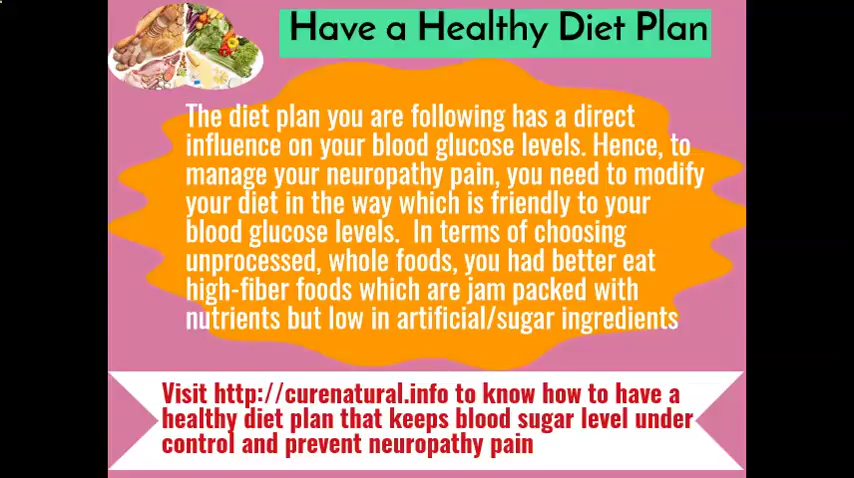 Have a Healthy Diet Plan
The diet plan you are following has a direct
influence on your blood glucose levels. Hence, to
manage your neuropathy pain, you need to modify
your diet in the way which is friendly to your
blood glucose levels.  In terms of choosing
unprocessed, whole foods, you had better eat
high-fiber foods which are jam packed with
nutrients but low in artificial/sugar ingredients
Visit http://curenatural.info to know how to have a
healthy diet plan that keeps blood sugar level under
control and prevent neuropathy pain